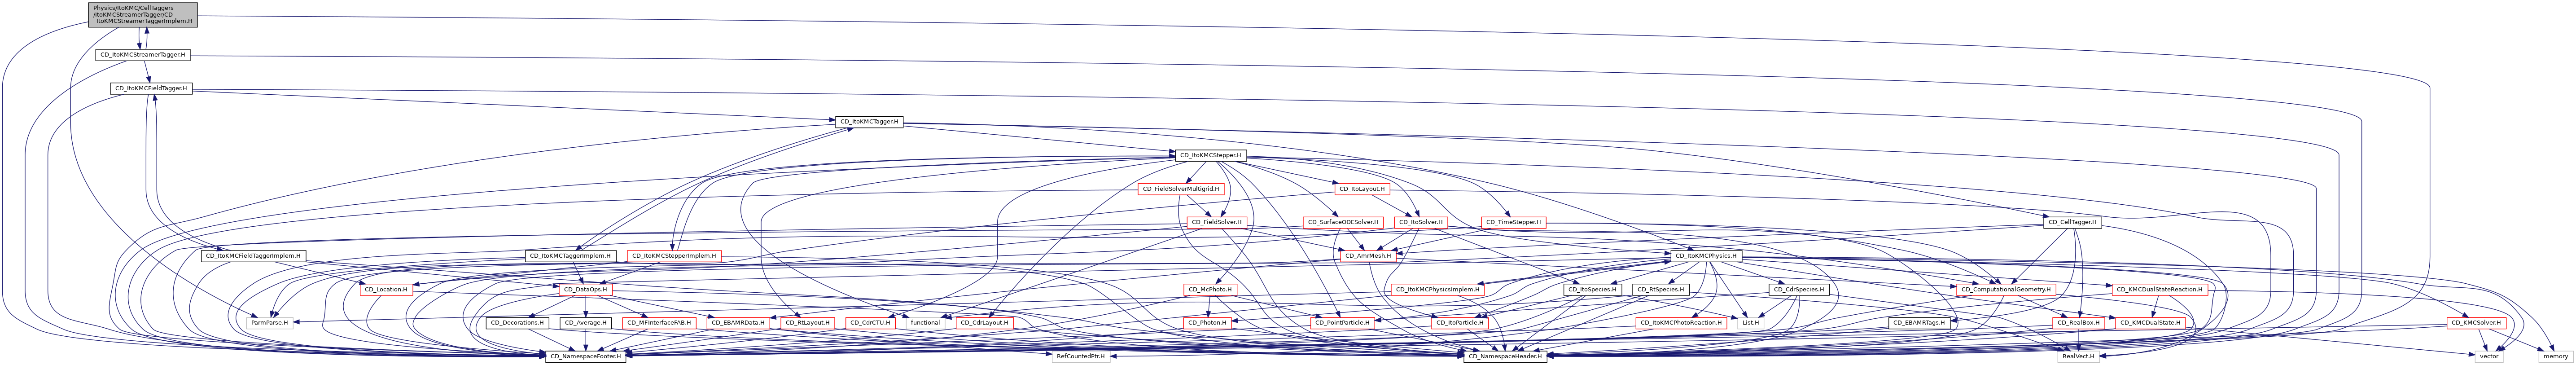 Physics/ItoKMC/CellTaggers
/ItoKMCStreamerTagger/CD
_ItoKMCStreamerTaggerImplem.H
CD_ItoKMCStreamerTagger.H
CD_ItoKMCFieldTagger.H
CD_ItoKMCTagger.H
CD_ItoKMCStepper.H
CD_FieldSolverMultigrid.H
CD_ItoLayout.H
CD_FieldSolver.H
CD_SurfaceODESolver.H
CD_ItoSolver.H
CD_TimeStepper.H
CD_CellTagger.H
CD_ItoKMCFieldTaggerImplem.H
CD_ItoKMCTaggerImplem.H
CD_ItoKMCStepperImplem.H
CD_AmrMesh.H
CD_ItoKMCPhysics.H
CD_Location.H
CD_DataOps.H
CD_McPhoto.H
CD_ItoKMCPhysicsImplem.H
CD_ItoSpecies.H
CD_RtSpecies.H
CD_CdrSpecies.H
CD_ComputationalGeometry.H
CD_KMCDualStateReaction.H
ParmParse.H
CD_Decorations.H
CD_Average.H
CD_MFInterfaceFAB.H
CD_EBAMRData.H
CD_RtLayout.H
CD_CdrCTU.H
functional
CD_CdrLayout.H
CD_Photon.H
CD_PointParticle.H
CD_ItoParticle.H
CD_ItoKMCPhotoReaction.H
List.H
CD_EBAMRTags.H
CD_RealBox.H
CD_KMCDualState.H
CD_KMCSolver.H
CD_NamespaceFooter.H
RefCountedPtr.H
CD_NamespaceHeader.H
RealVect.H
vector
memory